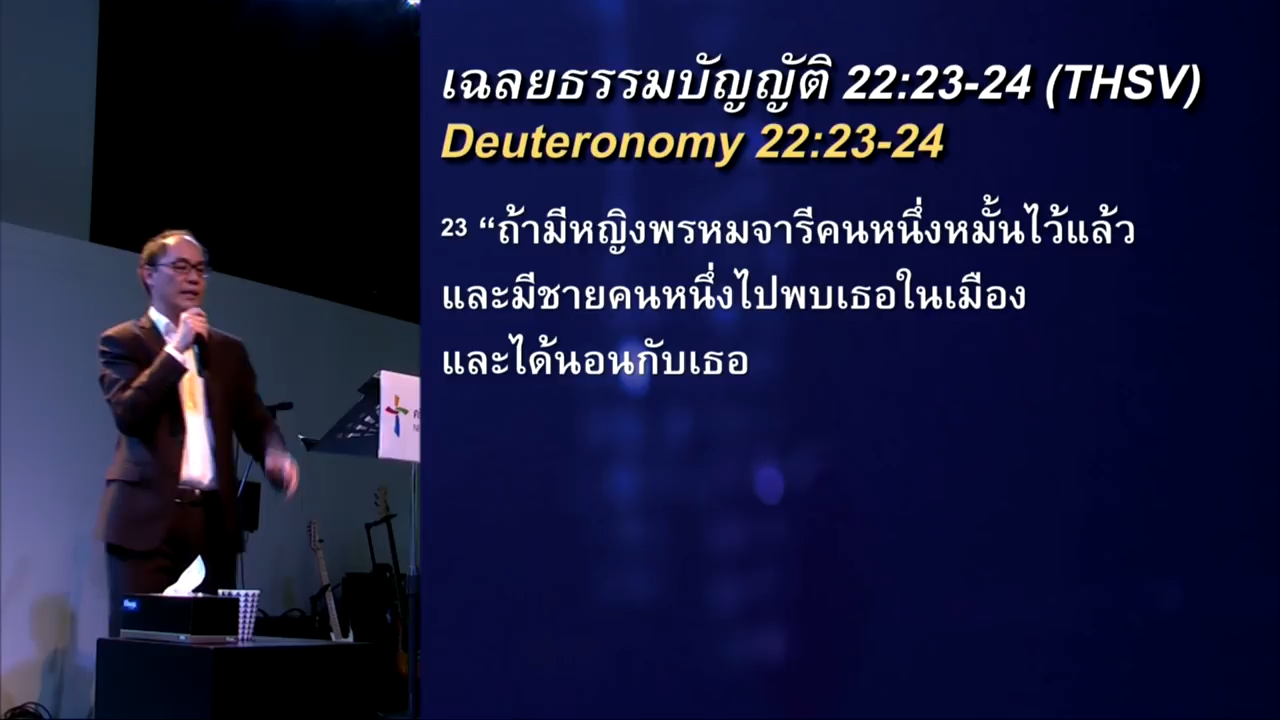 เฉลยธรรมบัญญัติ 22:23-24 (THSV)
Deuteronomy 22:23-24
23 “ถ้ามีหญิงพรหมจารีคนหนึ่งหมั้นไว้แล้ว
และมีชายคนหนึ่งไปพบเธอในเมือง
และได้นอนกับเธอ